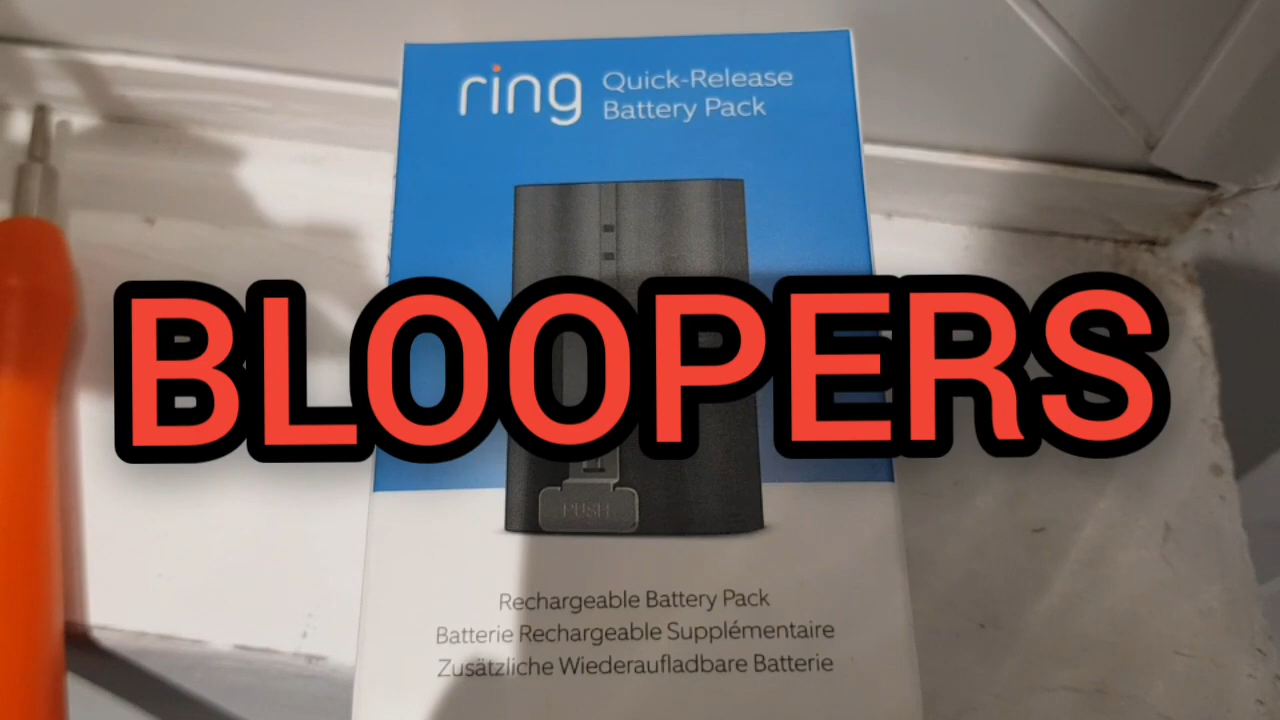 ring Quick-Release
Battery Pack
BLOOPERS
PUSH
Rechargeable Battery Pack
Batterie Rechargeable Supplémentaire
Zusätzliche Wiederaufladbare Batterie